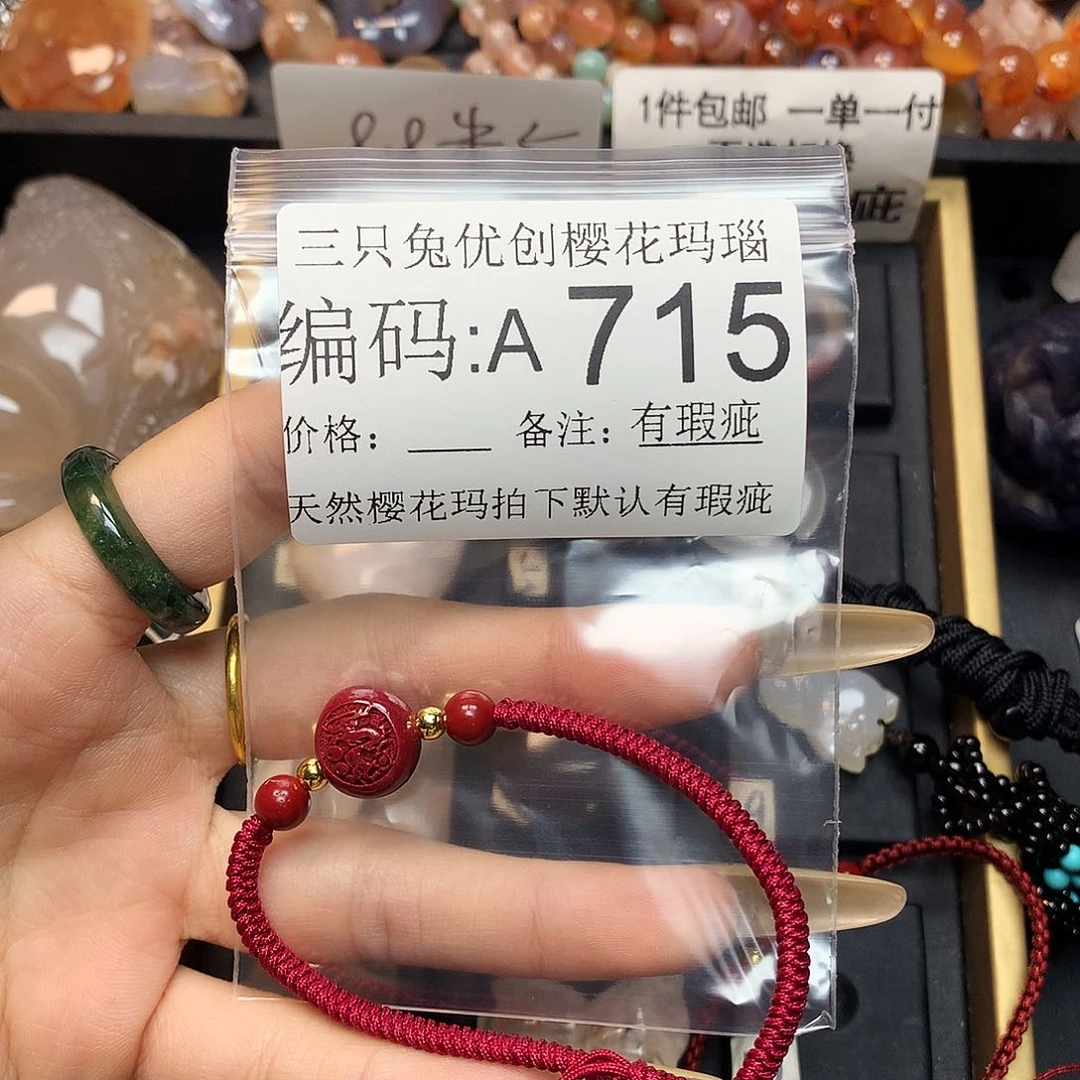 1件包邮 一单一付
疵
三只兔优创樱花玛瑙
编码:A 715
价格：____ 备注：有瑕疵
天然樱花玛拍下默认有瑕疵